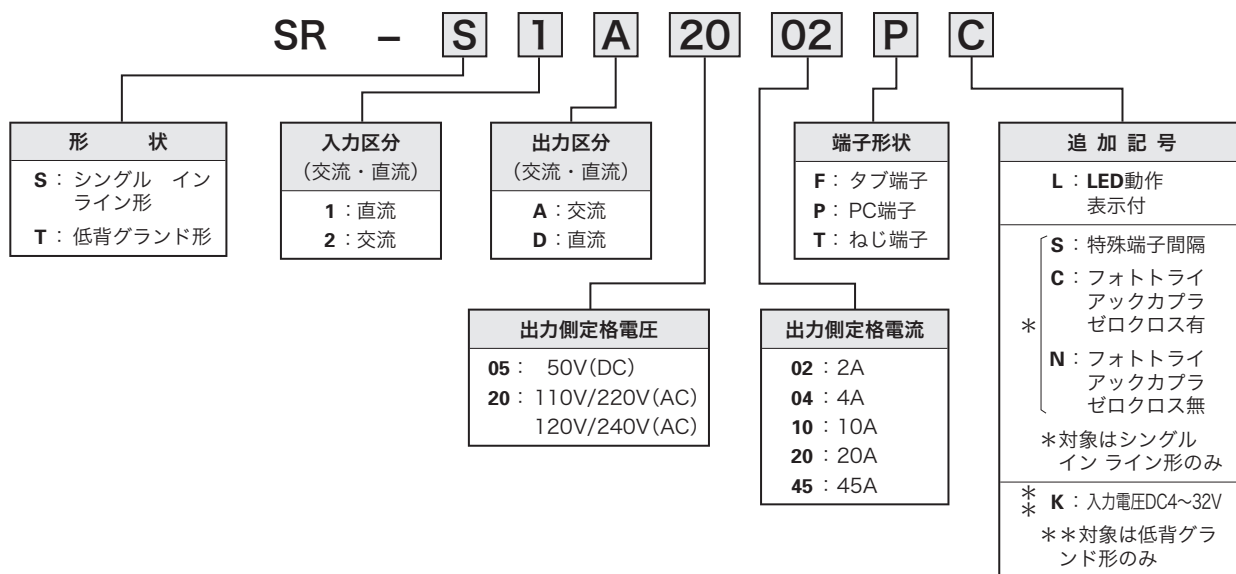 SR – S 1 A 20 02 P C
形 状
S : シングル イン
ライン形
T : 低背グランド形
入力区分
(交流・直流)
1 : 直流
2 : 交流
出力区分
(交流・直流)
A : 交流
D : 直流
出力側定格電圧
05 : 50V(DC)
20 : 110V/220V(AC)
120V/240V(AC)
出力側定格電流
02 : 2A
04 : 4A
10 : 10A
20 : 20A
45 : 45A
端子形状
F : タブ端子
P : PC端子
T : ねじ端子
追加記号
L : LED動作
表示付
S : 特殊端子間隔
C : フォトトライ
アックカプラ
ゼロクロス有
＊
N : フォトトライ
アックカプラ
ゼロクロス無
＊対象はシングル
イン ライン形のみ
＊＊ K : 入力電圧DC4〜32V
＊＊対象は低背グラ
ンド形のみ